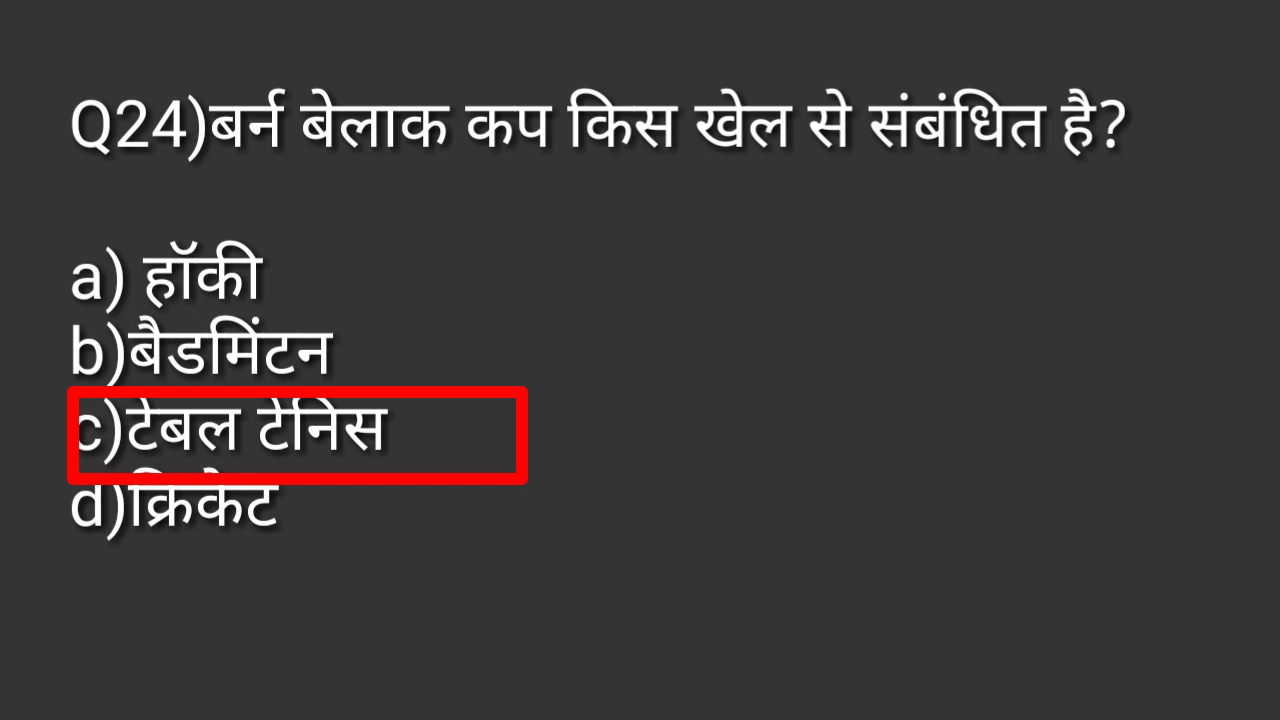 Q24)बर्न बेलाक कप किस खेल से संबंधित है?
a) हॉकी
b)बैडमिंटन
c)टेबल टेनिस
d)क्रिकेट